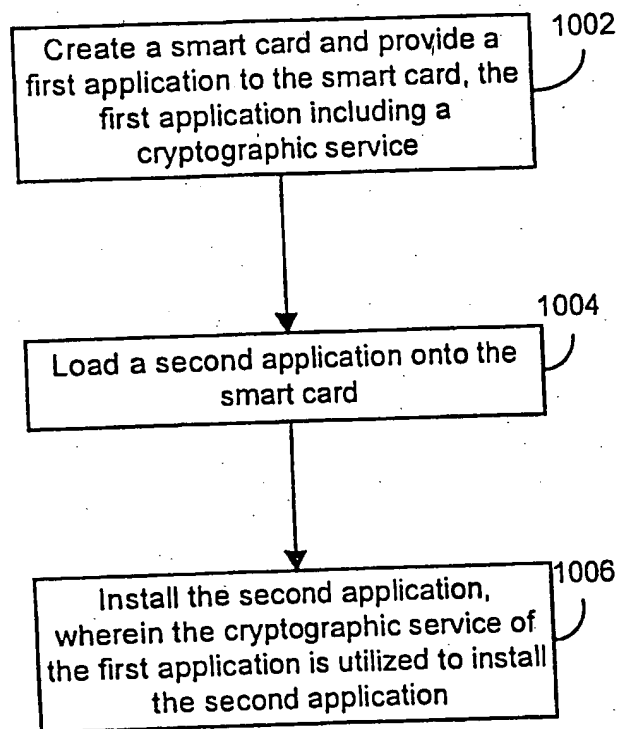 1002
Create a smart card and provide a
first application to the smart card, the
first application including a
cryptographic service
1004
Load a second application onto the
smart card
1006
Install the second application,
wherein the cryptographic service of
the first application is utilized to install
the second application